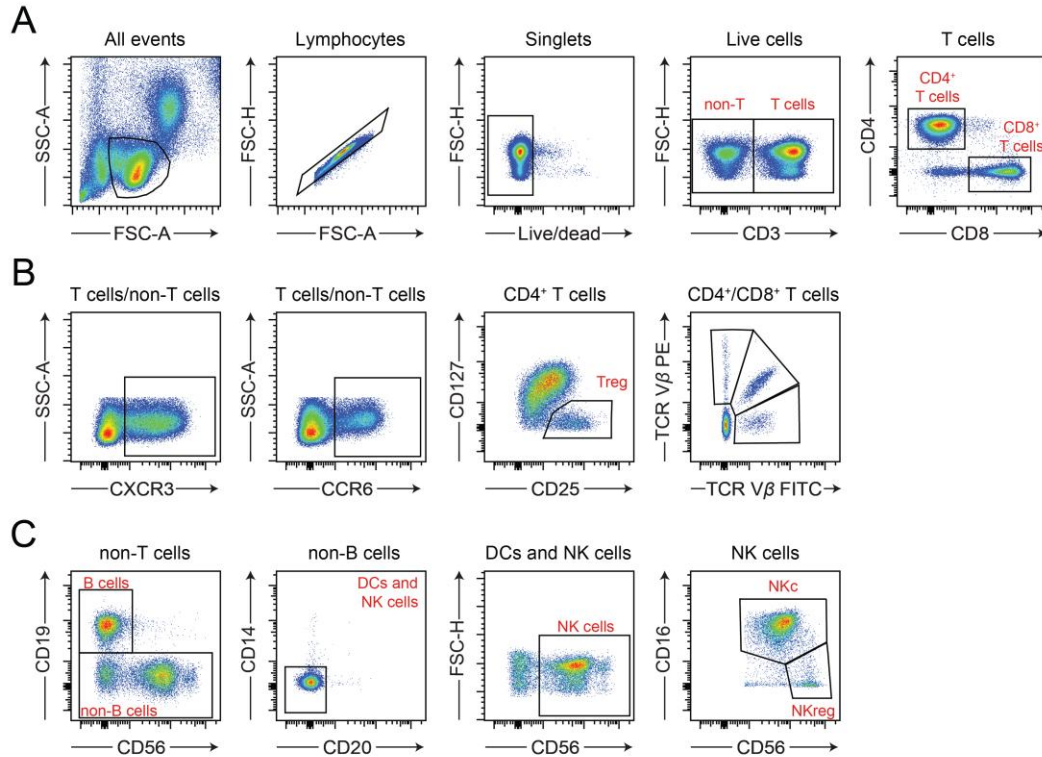 A
All events
Lymphocytes
Singlets
Live cells
T cells
SSC-A
FSC-A
FSC-H
FSC-A
FSC-H
Live/dead
FSC-H
non-T
T cells
CD3
CD4
CD4⁺
T cells
CD8⁺
T cells
CD8
B
T cells/non-T cells
T cells/non-T cells
CD4⁺ T cells
CD4⁺/CD8⁺ T cells
SSC-A
CXCR3
SSC-A
CCR6
CD127
Treg
CD25
TCR Vβ PE
TCR Vβ FITC
C
non-T cells
non-B cells
DCs and NK cells
NK cells
CD19
B cells
non-B cells
CD56
CD14
DCs and
NK cells
CD20
FSC-H
NK cells
CD56
CD16
NKc
NKreg
CD56